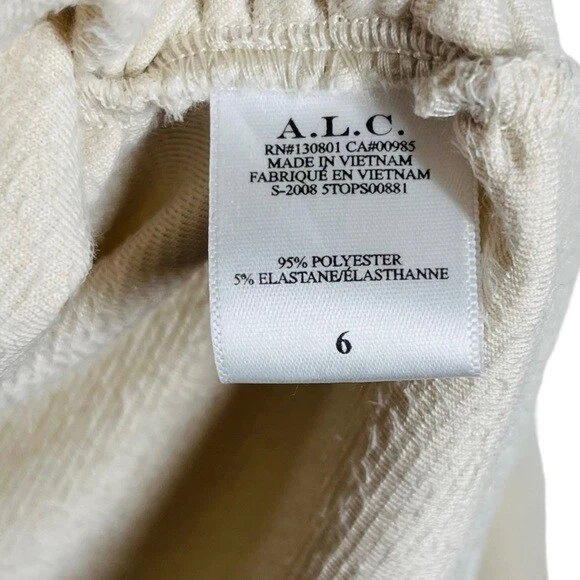 A.L.C.
RN#130801 CA#00985
MADE IN VIETNAM
FABRIQUÉ EN VIETNAM
S-2008 5TOPS00881
95% POLYESTER
5% ELASTANE/ÉLASTHANNE
6